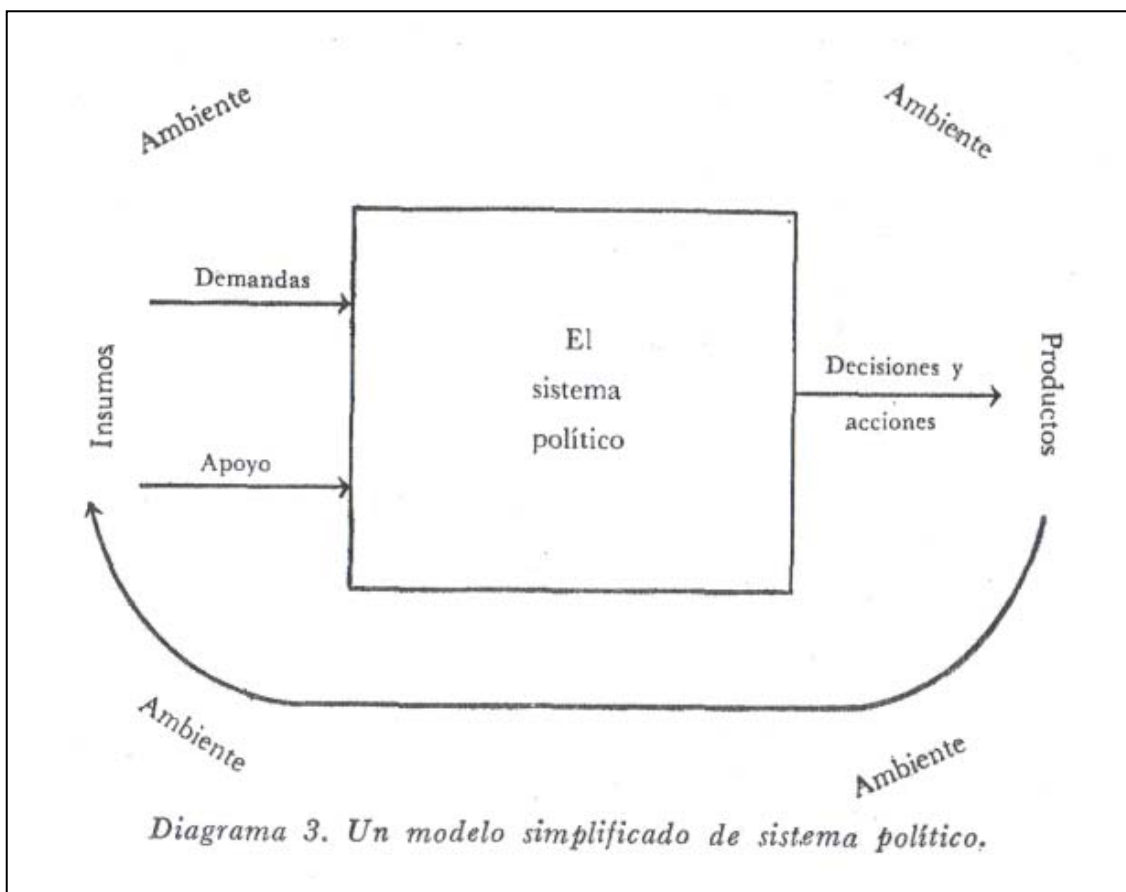 Ambiente
Ambiente
Demandas
Insumos
Apoyo
El
sistema
político
Decisiones y
acciones
Productos
Ambiente
Ambiente
Diagrama 3. Un modelo simplificado de sistema político.